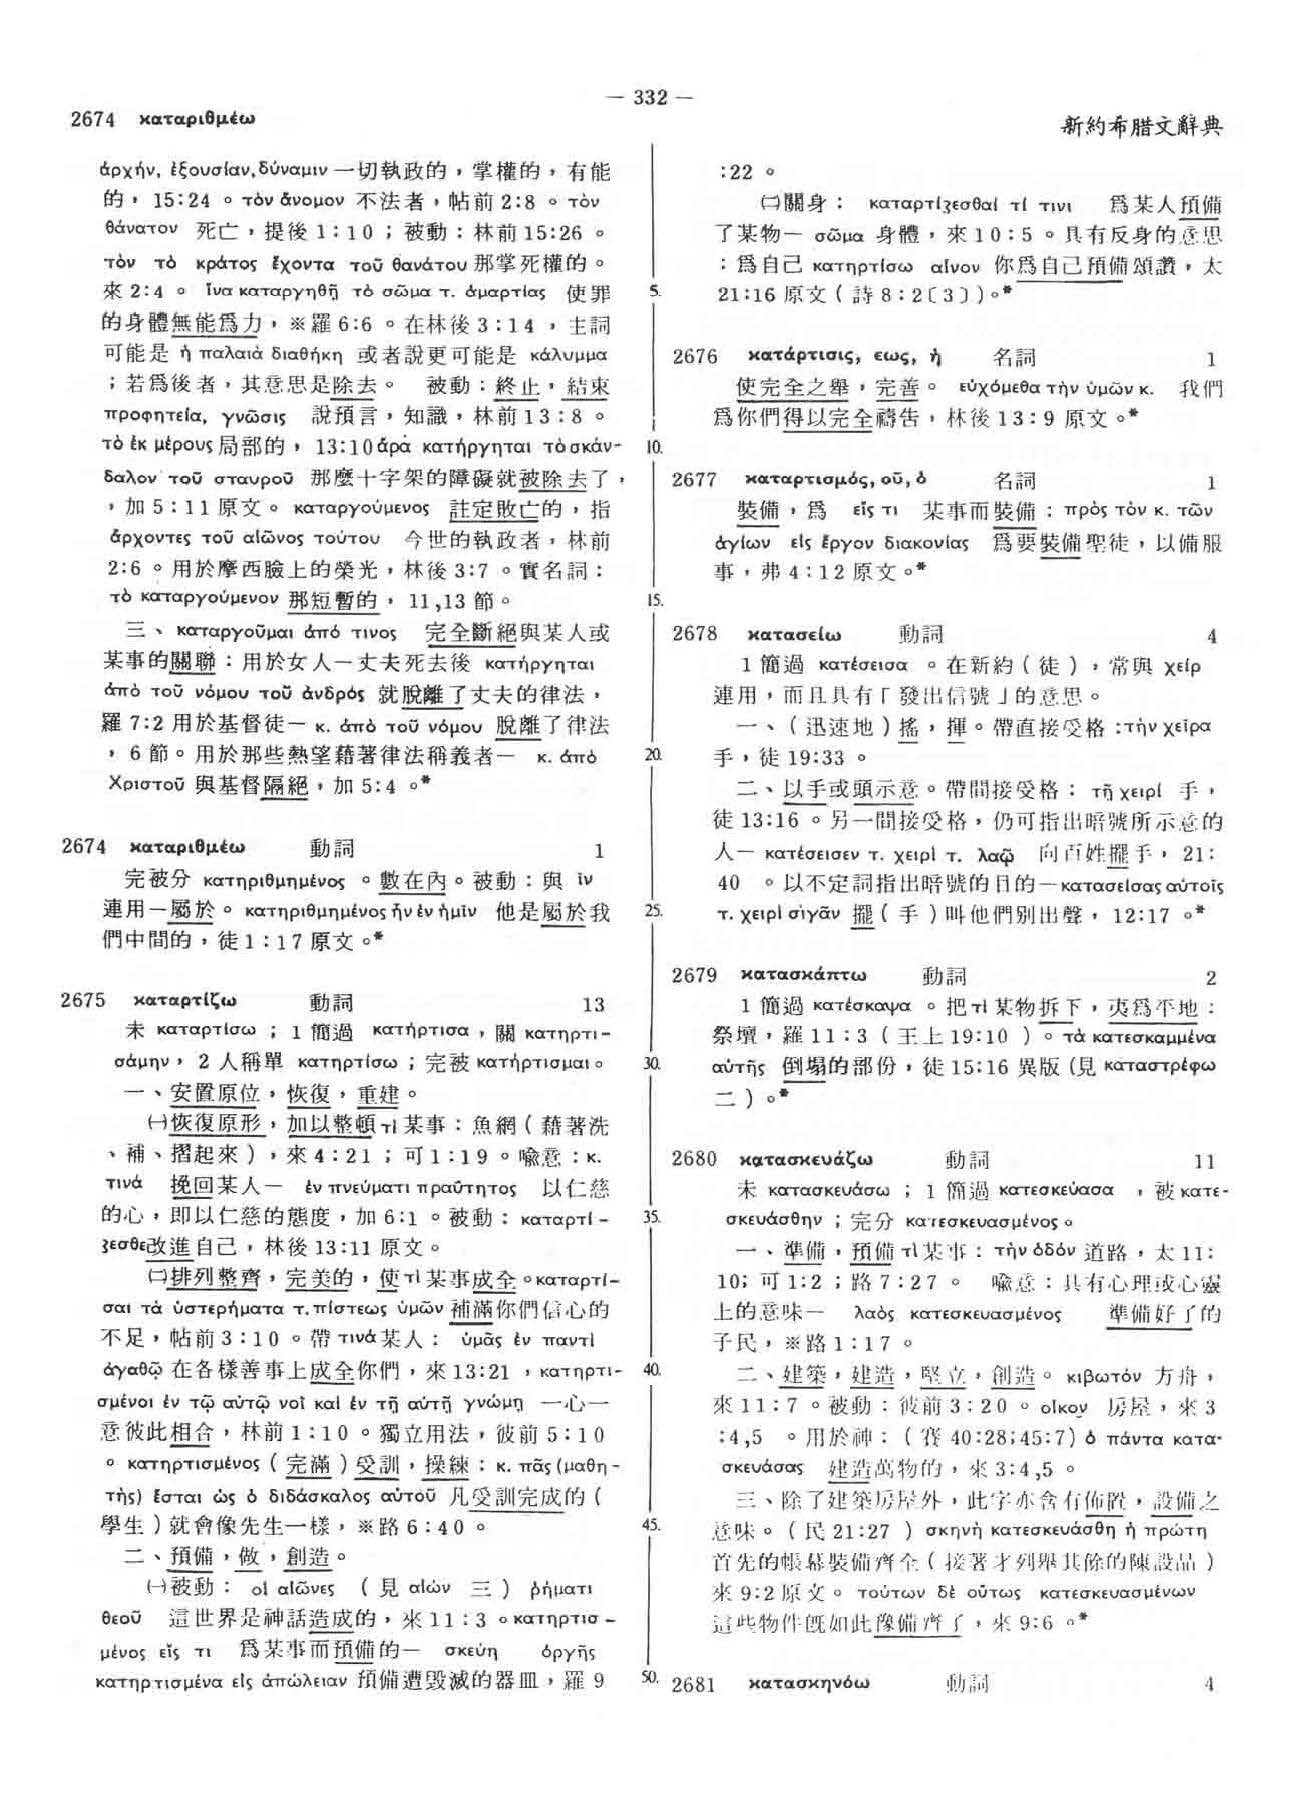 — 332 —
2674 καταριθμέω
新約希腊文辭典
ἀρχήν, ἐξουσίαν, δύναμιν 一切執政的，掌權的，有能
的，15:24。τὸν ἄνομον 不法者，帖前 2:8。τὸν
θάνατον 死亡，提後 1:10；被動：林前 15:26。
τὸν τὸ κράτος ἔχοντα τοῦ θανάτου 那掌死權的。
來 2:4。ἵνα καταργηθῇ τὸ σῶμα τ. ἁμαρτίας 使罪
的身體無能爲力，※羅 6:6。在林後 3:14，主詞
可能是 ἡ παλαιὰ διαθήκη 或者說更可能是 κάλυμμα
；若爲後者，其意思是除去。 被動：終止，結束
προφητεῖα, γνῶσις 說預言，知識，林前 13:8。
τὸ ἐκ μέρους 局部的，13:10 ἄρα κατήργηται τὸ σκάν-
δαλον τοῦ σταυροῦ 那麼十字架的障礙就被除去了，
，加 5:11 原文。καταργούμενος 註定敗亡的，指
ἄρχοντες τοῦ αἰῶνος τούτου 今世的執政者，林前
2:6。用於摩西臉上的榮光，林後 3:7。實名詞：
τὸ καταργούμενον 那短暫的，11,13 節。
三、καταργοῦμαι ἀπό τινος 完全斷絕與某人或
某事的關聯：用於女人—丈夫死去後 κατήργηται
ἀπὸ τοῦ νόμου τοῦ ἀνδρός 就脫離了丈夫的律法，
羅 7:2 用於基督徒— κ. ἀπὸ τοῦ νόμου 脫離了律法
，6 節。用於那些熱望藉著律法稱義者— κ. ἀπὸ
Χριστοῦ 與基督隔絕，加 5:4。*
2674 καταριθμέω 動詞 1
完被分 κατηριθμημένος。數在內。被動：與 ἐν
連用—屬於。κατηριθμημένος ἦν ἐν ἡμῖν 他是屬於我
們中間的，徒 1:17 原文。*
2675 καταρτίζω 動詞 13
未 καταρτίσω；1 簡過 κατήρτισα，關 κατηρτι-
σάμην，2 人稱單 κατηρτίσω；完被 κατήρτισμαι。
一、安置原位，恢復，重建。
㈠恢復原形，加以整頓 τὶ 某事：魚網（藉著洗
、補、摺起來），來 4:21；可 1:19。喩意：κ.
τινά 挽回某人— ἐν πνεύματι πραΰτητος 以仁慈
的心，即以仁慈的態度，加 6:1。被動：καταρτί-
ζεσθε 改進自己，林後 13:11 原文。
㈡排列整齊，完美的，使 τὶ 某事成全。καταρτί-
σαι τὰ ὑστερήματα τ. πίστεως ὑμῶν 補滿你們信心的
不足，帖前 3:10。帶 τινά 某人：ὑμᾶς ἐν παντὶ
ἀγαθῷ 在各樣善事上成全你們，來 13:21，κατηρτι-
σμένοι ἐν τῷ αὐτῷ νοῒ καὶ ἐν τῇ αὐτῇ γνώμῃ 一心一
意彼此相合，林前 1:10。獨立用法，彼前 5:10
。κατηρτισμένος（完滿）受訓，操練：κ. πᾶς (μαθη-
τὴς) ἔσται ὡς ὁ διδάσκαλος αὐτοῦ 凡受訓完成的（
學生）就會像先生一樣，※路 6:40。
二、預備，做，創造。
㈠被動：οἱ αἰῶνες （見 αἰών 三）ῥήματι
θεοῦ 這世界是神話造成的，來 11:3。κατηρτισ-
μένος εἴς τι 爲某事而預備的— σκεύη ὀργῆς
κατηρτισμένα εἰς ἀπώλειαν 預備遭毀滅的器皿，羅 9
5.
10.
15.
20.
25.
30.
35.
40.
45.
50.
:22。
㈡關身：καταρτίζεσθαί τί τινι 爲某人預備
了某物— σῶμα 身體，來 10:5。具有反身的意思
：爲自己 κατηρτίσω αἶνον 你爲自己預備頌讚，太
21:16 原文（詩 8:2〔3〕）。*
2676 κατάρτισις, εως, ἡ 名詞 1
使完全之舉，完善。 εὐχόμεθα τὴν ὑμῶν κ. 我們
爲你們得以完全禱告，林後 13:9 原文。*
2677 καταρτισμός, οῦ, ὁ 名詞 1
裝備，爲 εἴς τι 某事而裝備：πρὸς τὸν κ. τῶν
ἁγίων εἰς ἔργον διακονίας 爲要裝備聖徒，以備服
事，弗 4:12 原文。*
2678 κατασείω 動詞 4
1 簡過 κατέσεισα。在新約（徒），常與 χείρ
連用，而且具有「發出信號」的意思。
一、（迅速地）搖，揮。帶直接受格：τὴν χεῖρα
手，徒 19:33。
二、以手或頭示意。帶間接受格：τῇ χειρί 手，
徒 13:16。另一間接受格，仍可指出暗號所示意的
人— κατέσεισεν τ. χειρὶ τ. λαῷ 向百姓擺手，21:
40 。以不定詞指出暗號的目的—κατασείσας αὐτοῖς
τ. χειρὶ σιγᾶν 擺（手）叫他們別出聲，12:17。*
2679 κατασκάπτω 動詞 2
1 簡過 κατέσκαψα。把 τὶ 某物拆下，夷爲平地：
祭壇，羅 11:3（王上 19:10）。τὰ κατεσκαμμένα
αὐτῆς 倒塌的部份，徒 15:16 異版（見 καταστρέφω
二）。*
2680 κατασκευάζω 動詞 11
未 κατασκευάσω；1 簡過 κατεσκεύασα，被 κατε-
σκευάσθην；完分 κατεσκευασμένος。
一、準備，預備 τὶ 某事：τὴν ὁδόν 道路，太 11:
10; 可 1:2；路 7:27。 喩意：具有心理或心靈
上的意味— λαὸς κατεσκευασμένος 準備好了的
子民，※路 1:17。
二、建築，建造，堅立，創造。κιβωτόν 方舟，
來 11:7。被動：彼前 3:20。οἶκον 房屋，來 3
:4,5 。用於神：（賽 40:28;45:7) ὁ πάντα κατα-
σκευάσας 建造萬物的，來 3:4,5。
三、除了建築房屋外，此字亦含有佈置，設備之
意味。（民 21:27）σκηνὴ κατεσκευάσθη ἡ πρώτη
首先的帳幕裝備齊全（接著才列舉其餘的陳設品）
來 9:2 原文。τούτων δὲ οὕτως κατεσκευασμένων
這些物件旣如此豫備齊了，來 9:6。*
2681 κατασκηνόω 動詞 4